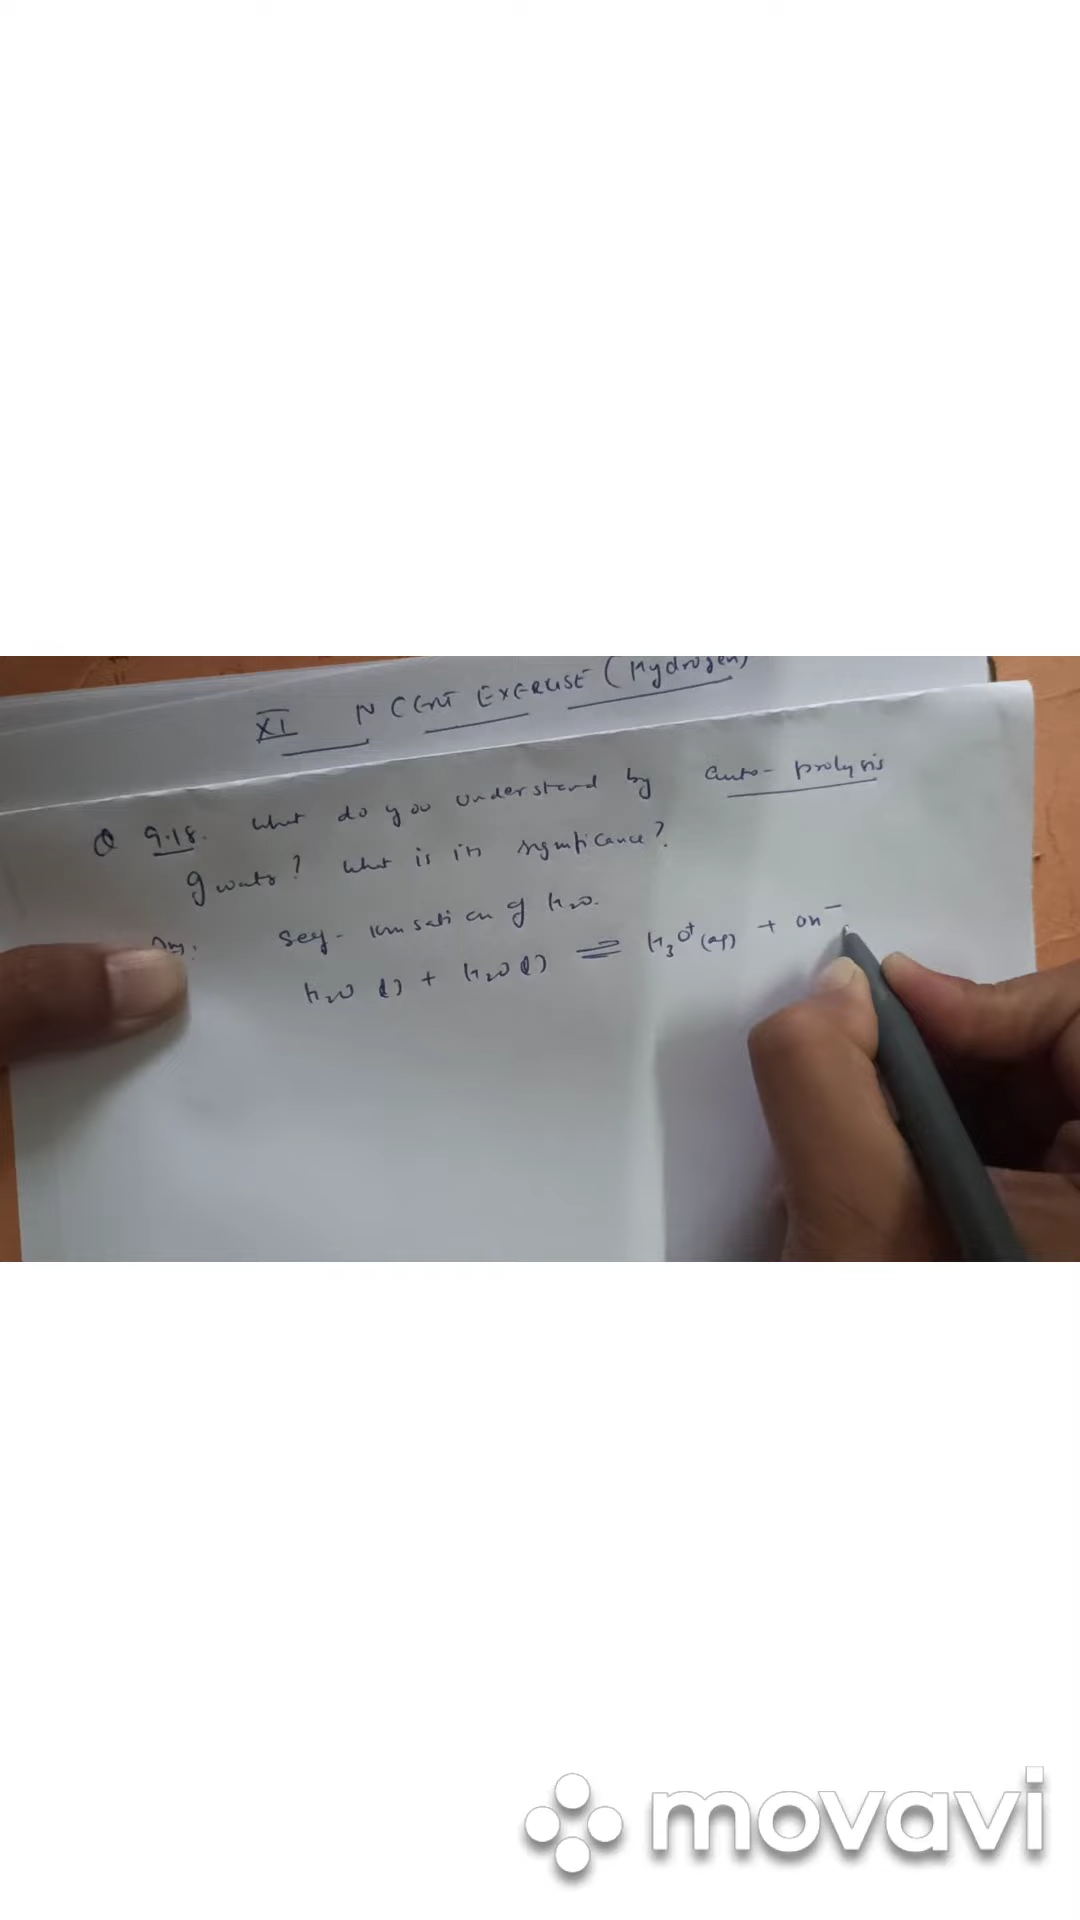 XI NCERT EXERCISE (Hydrogen)
Q 9.18. What do you understand by auto-prolysis
of water? What is its significance?
Ans: Self-ionisation of H2O.
H2O (l) + H2O (l) ⇌ H3O+ (aq) + OH−
movavi